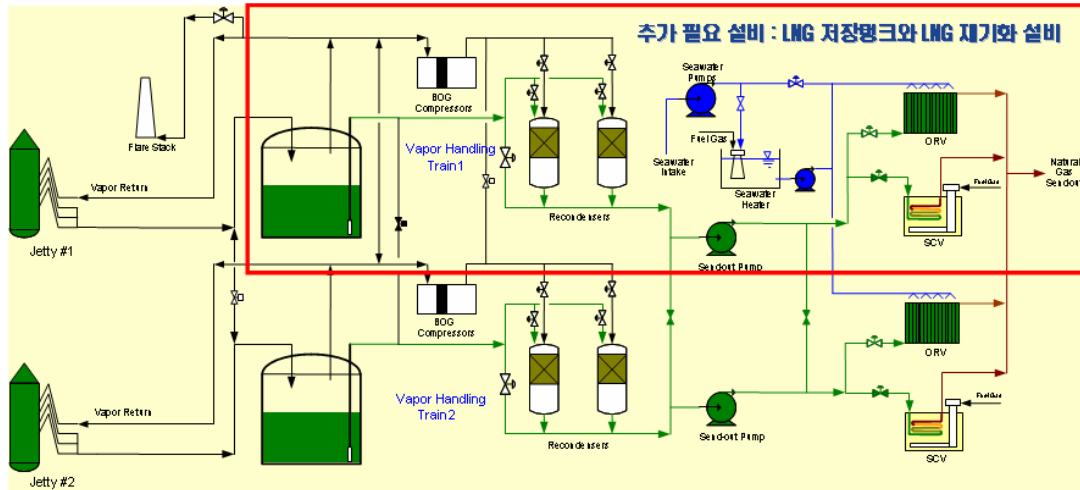 추가 필요 설비 : LNG 저장탱크와 LNG 재기화 설비
Seawater
Pumps
BOG
Compressors
Flare Stack
Vapor Handling
Train1
Fuel Gas
Seawater
Intake
Seawater
Heater
ORV
Natural
Gas
Sendout
Fuel Gas
Vapor Return
Recondensers
SCV
Jetty #1
Send-out Pump
BOG
Compressors
ORV
Vapor Handling
Train2
Fuel Gas
Vapor Return
Send-out Pump
Recondensers
SCV
Jetty #2